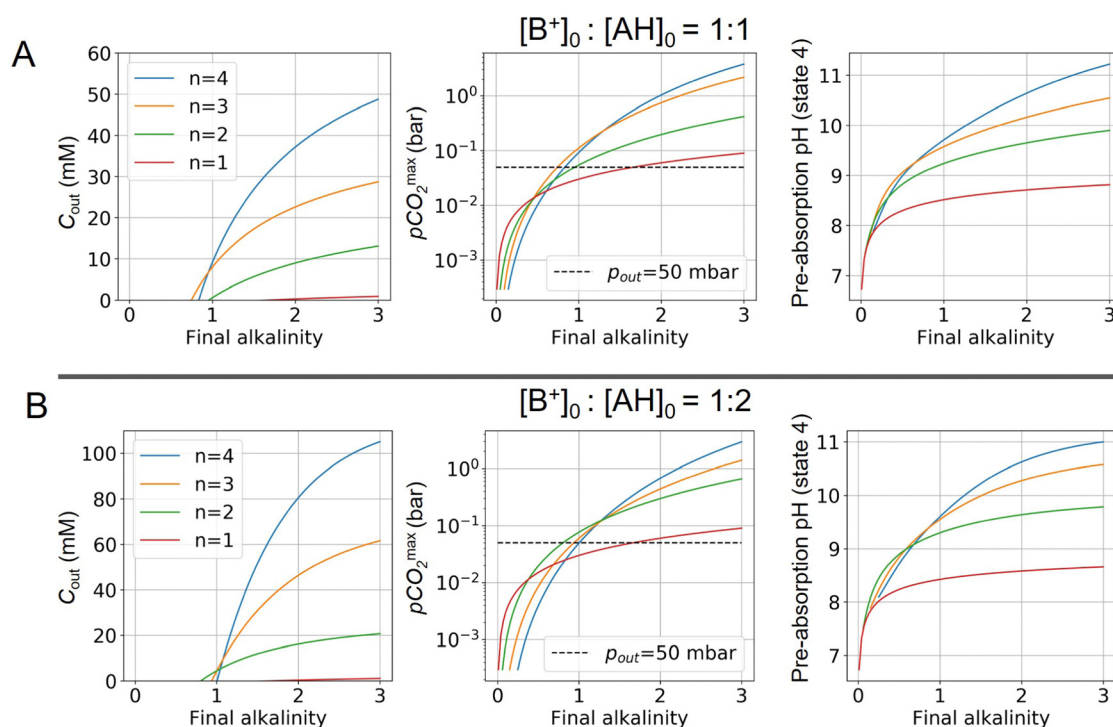 A
[B⁺]₀ : [AH]₀ = 1:1
C_out (mM)
60
50
40
30
20
10
0
n=4
n=3
n=2
n=1
0 1 2 3
Final alkalinity
pCO₂ᵐᵃˣ (bar)
10⁰
10⁻¹
10⁻²
10⁻³
p_out=50 mbar
0 1 2 3
Final alkalinity
Pre-absorption pH (state 4)
11
10
9
8
7
0 1 2 3
Final alkalinity
B
[B⁺]₀ : [AH]₀ = 1:2
C_out (mM)
100
80
60
40
20
0
n=4
n=3
n=2
n=1
0 1 2 3
Final alkalinity
pCO₂ᵐᵃˣ (bar)
10⁰
10⁻¹
10⁻²
10⁻³
p_out=50 mbar
0 1 2 3
Final alkalinity
Pre-absorption pH (state 4)
11
10
9
8
7
0 1 2 3
Final alkalinity